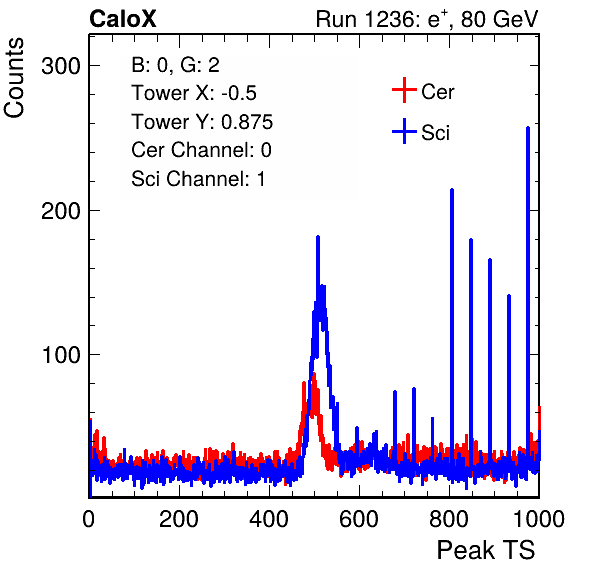 CaloX Run 1236: e⁺, 80 GeV
Counts
B: 0, G: 2
Tower X: -0.5
Tower Y: 0.875
Cer Channel: 0
Sci Channel: 1
Cer
Sci
300
200
100
0 200 400 600 800 1000
Peak TS